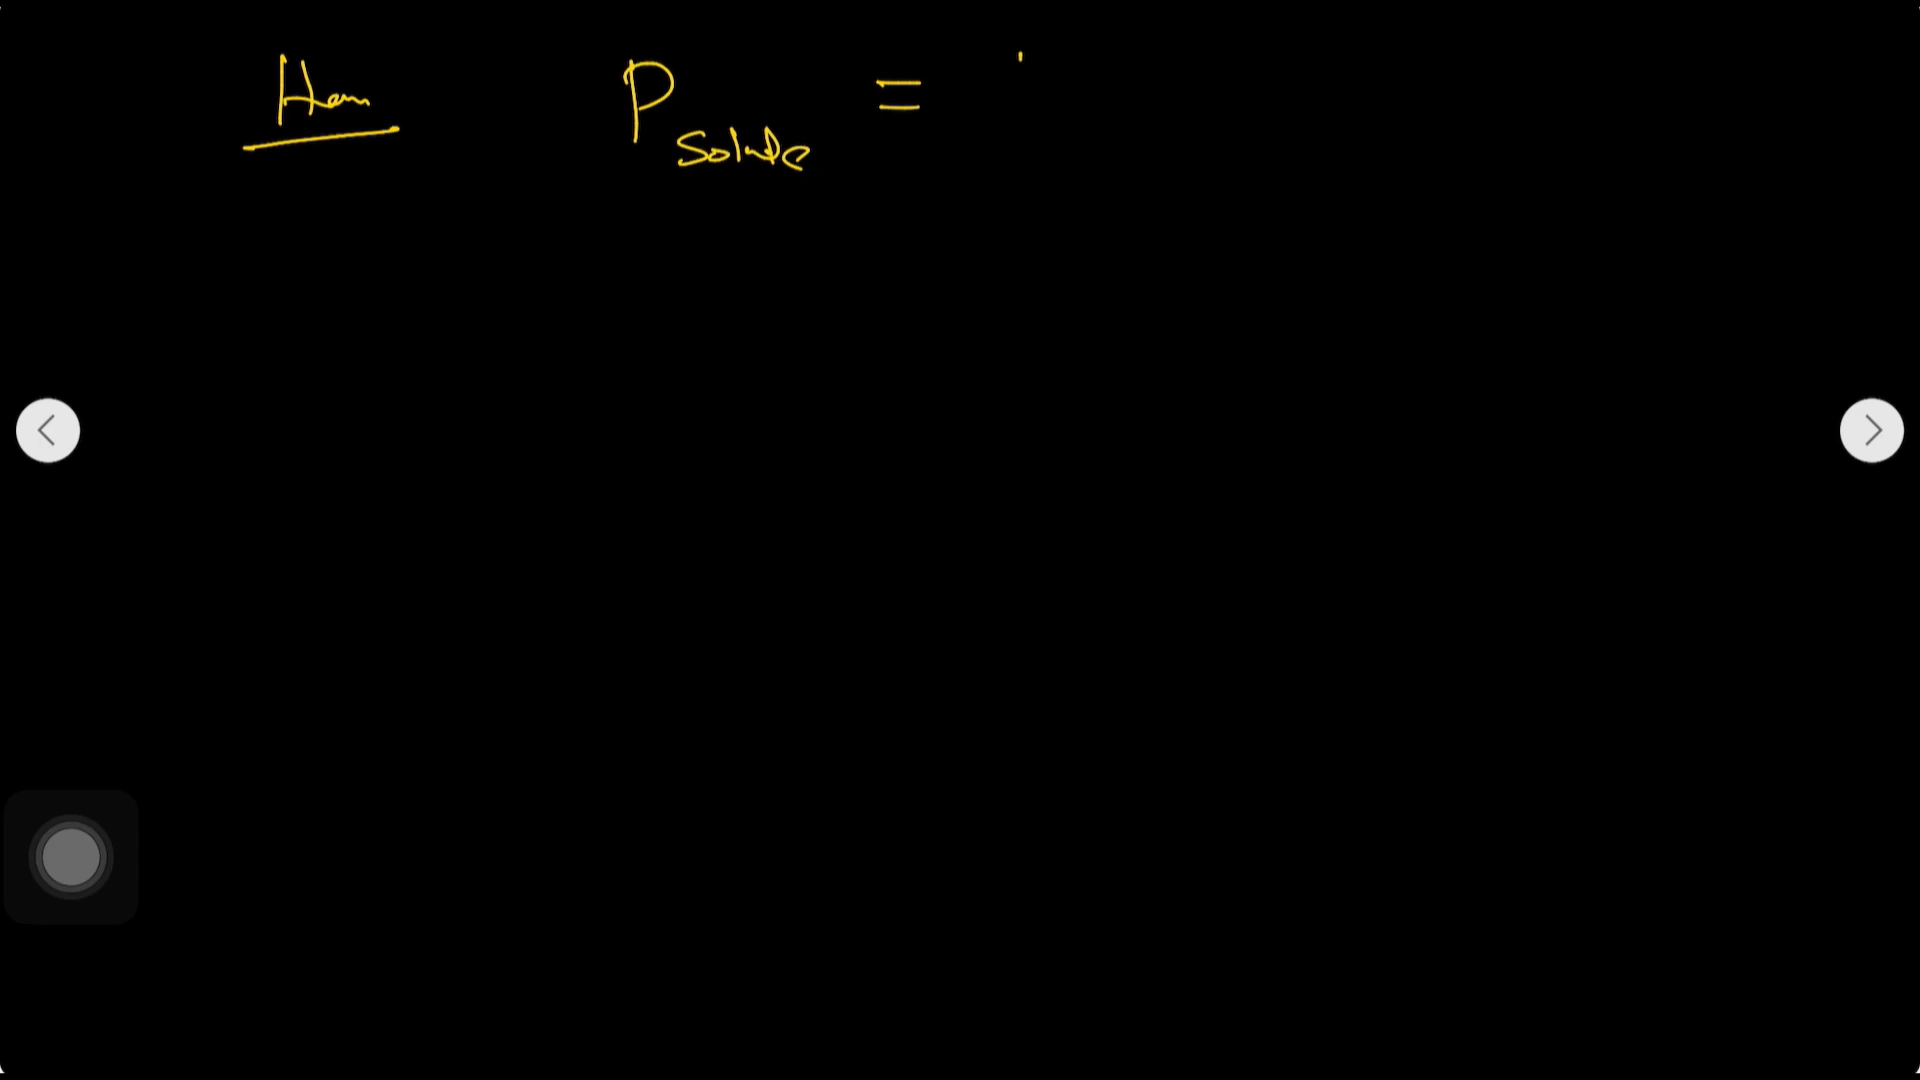 Hen P solute =